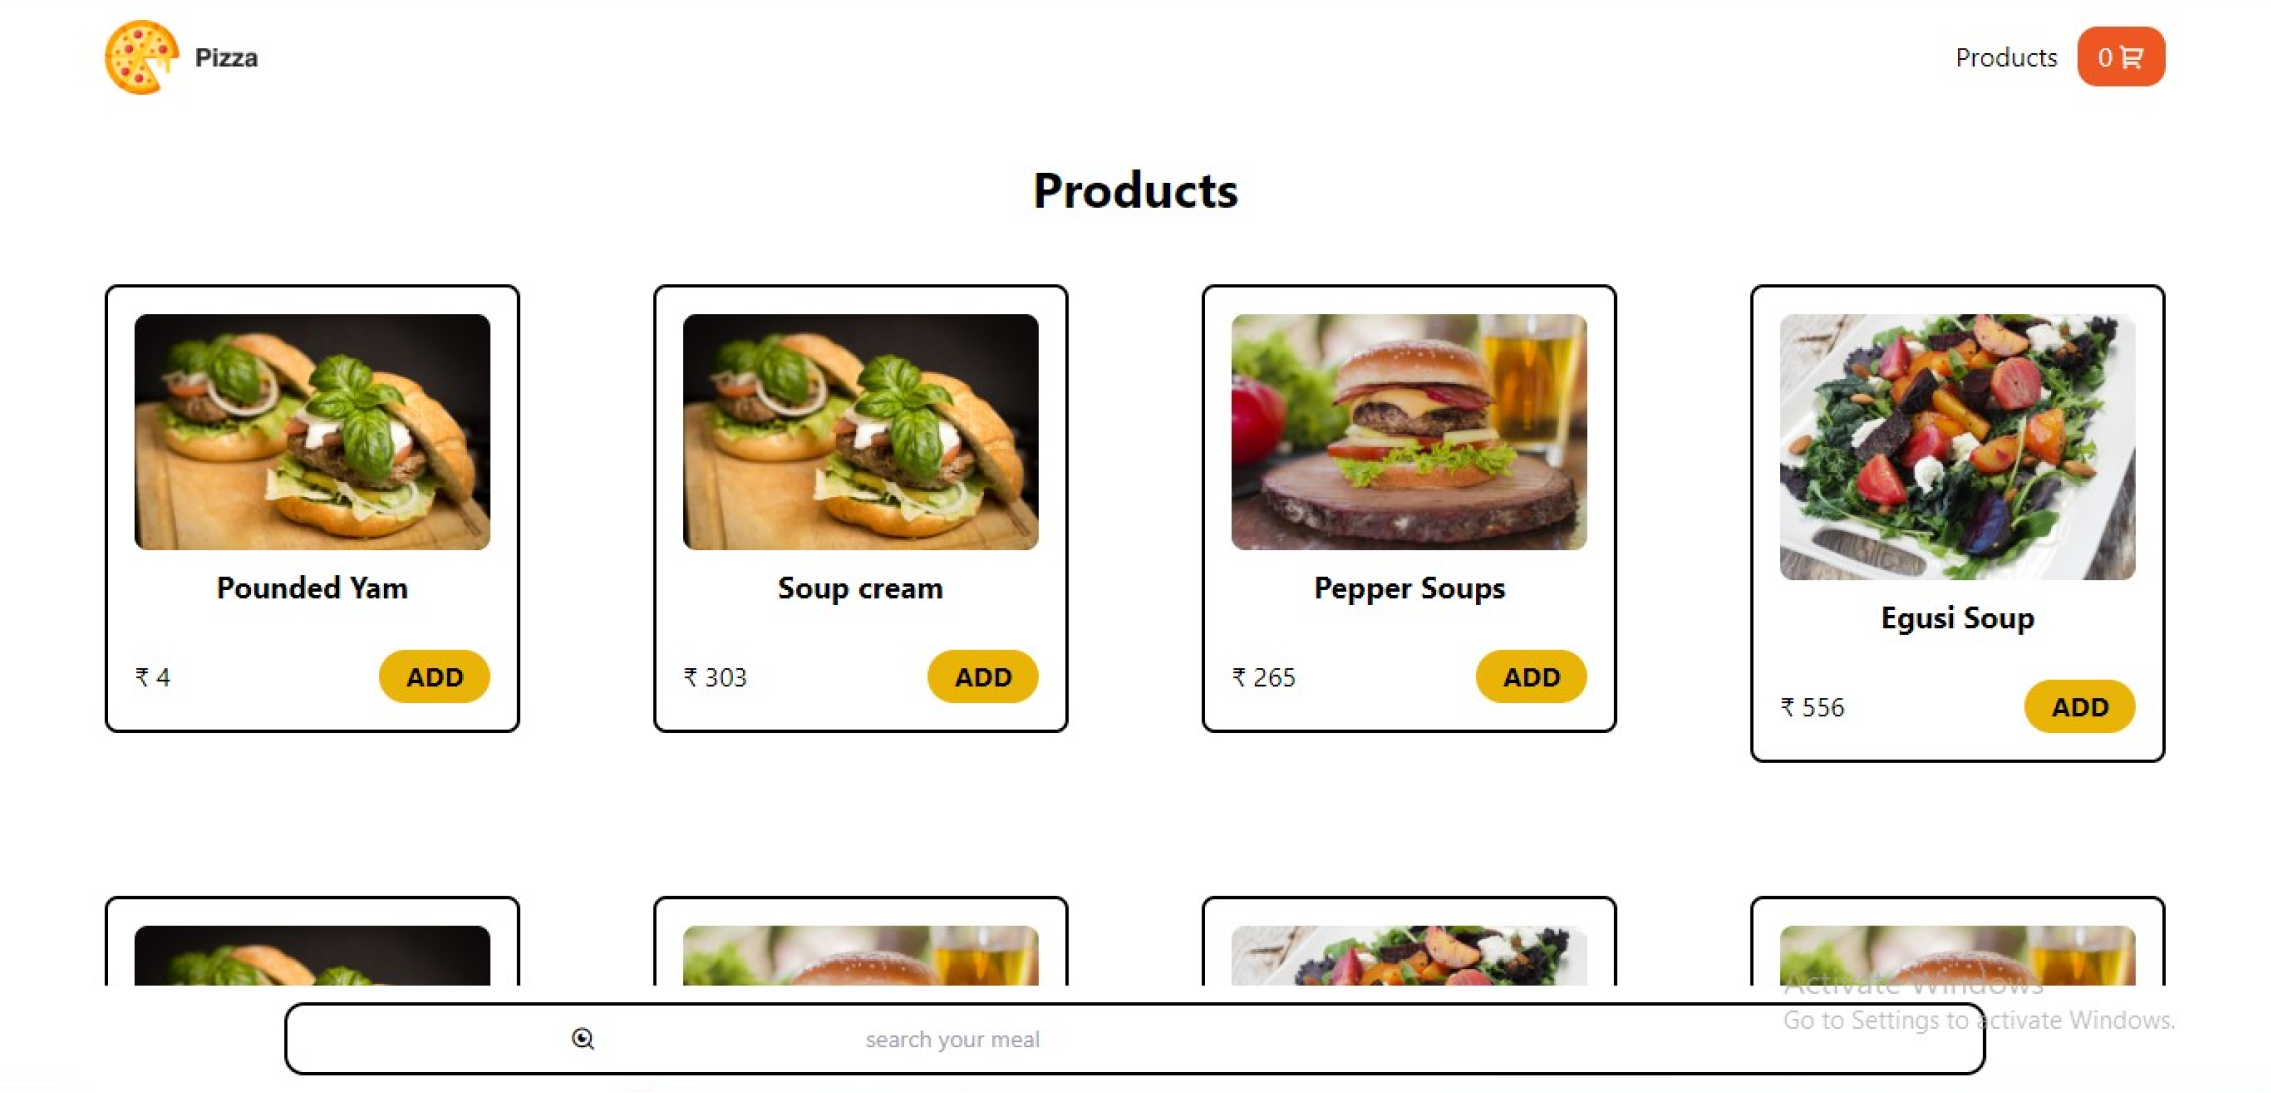 Pizza
Products
0
Products
Pounded Yam
Soup cream
Pepper Soups
Egusi Soup
₹ 4
ADD
₹ 303
ADD
₹ 265
ADD
₹ 556
ADD
Activate Windows
Go to Settings to activate Windows.
search your meal